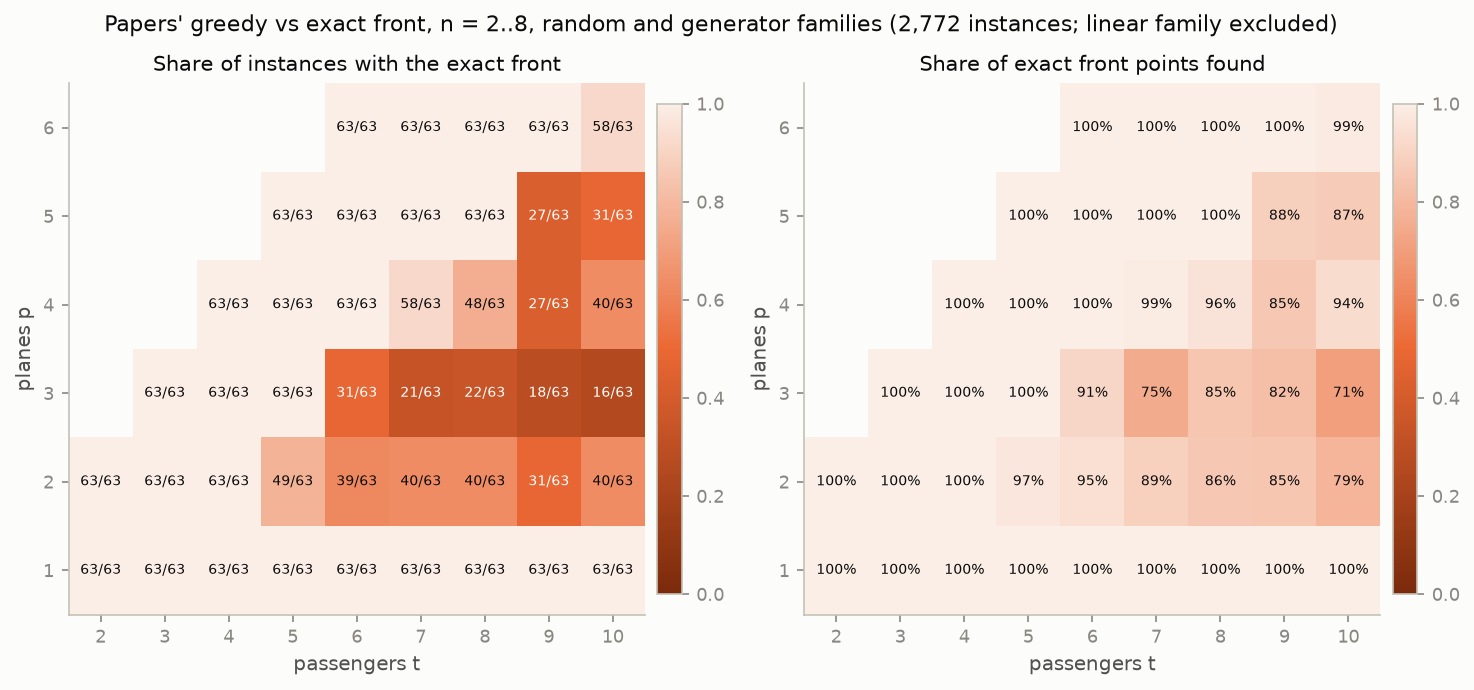 Papers' greedy vs exact front, n = 2..8, random and generator families (2,772 instances; linear family excluded)
Share of instances with the exact front
planes p
6
63/63 63/63 63/63 63/63 58/63
5
63/63 63/63 63/63 63/63 27/63 31/63
4
63/63 63/63 63/63 58/63 48/63 27/63 40/63
3
63/63 63/63 63/63 31/63 21/63 22/63 18/63 16/63
2
63/63 63/63 63/63 49/63 39/63 40/63 40/63 31/63 40/63
1
63/63 63/63 63/63 63/63 63/63 63/63 63/63 63/63 63/63
2 3 4 5 6 7 8 9 10
passengers t
1.0
0.8
0.6
0.4
0.2
0.0
Share of exact front points found
planes p
6
100% 100% 100% 100% 99%
5
100% 100% 100% 100% 88% 87%
4
100% 100% 100% 99% 96% 85% 94%
3
100% 100% 100% 91% 75% 85% 82% 71%
2
100% 100% 100% 97% 95% 89% 86% 85% 79%
1
100% 100% 100% 100% 100% 100% 100% 100% 100%
2 3 4 5 6 7 8 9 10
passengers t
1.0
0.8
0.6
0.4
0.2
0.0